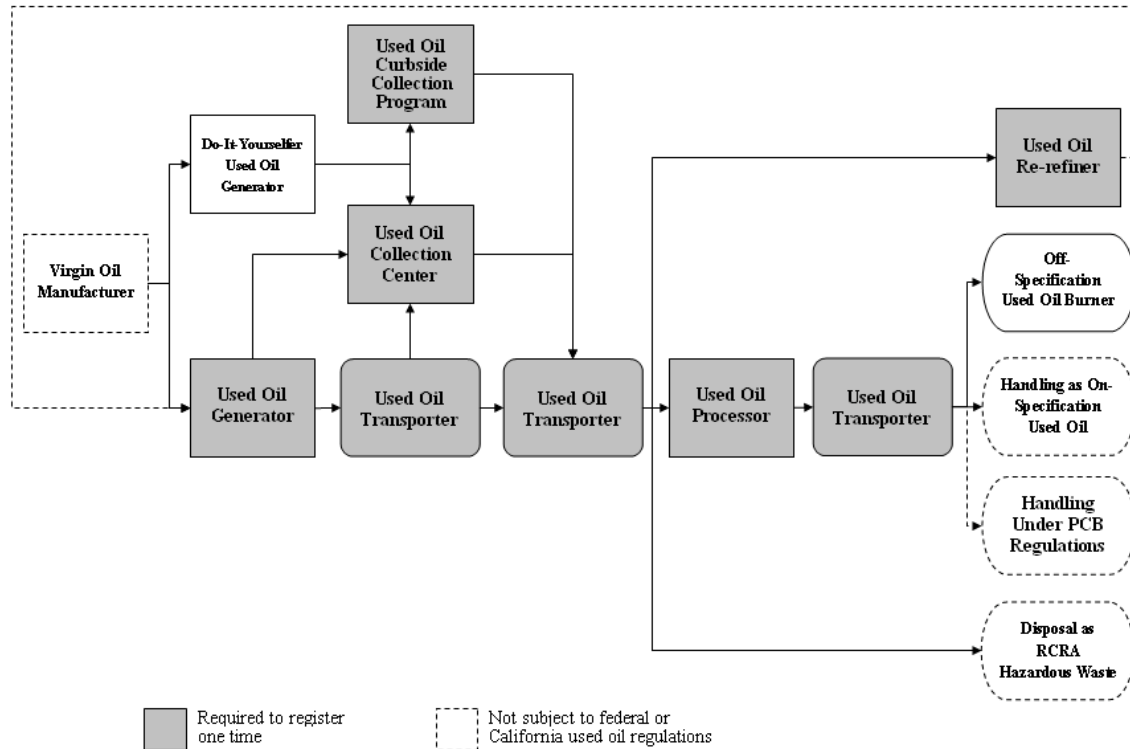 Used Oil
Curbside
Collection
Program
Do-It-Yourselfer
Used Oil
Generator
Used Oil
Re-refiner
Used Oil
Collection
Center
Virgin Oil
Manufacturer
Off-
Specification
Used Oil Burner
Used Oil
Generator
Used Oil
Transporter
Used Oil
Transporter
Used Oil
Processor
Used Oil
Transporter
Handling as On-
Specification
Used Oil
Handling
Under PCB
Regulations
Disposal as
RCRA
Hazardous Waste
Required to register
one time
Not subject to federal or
California used oil regulations